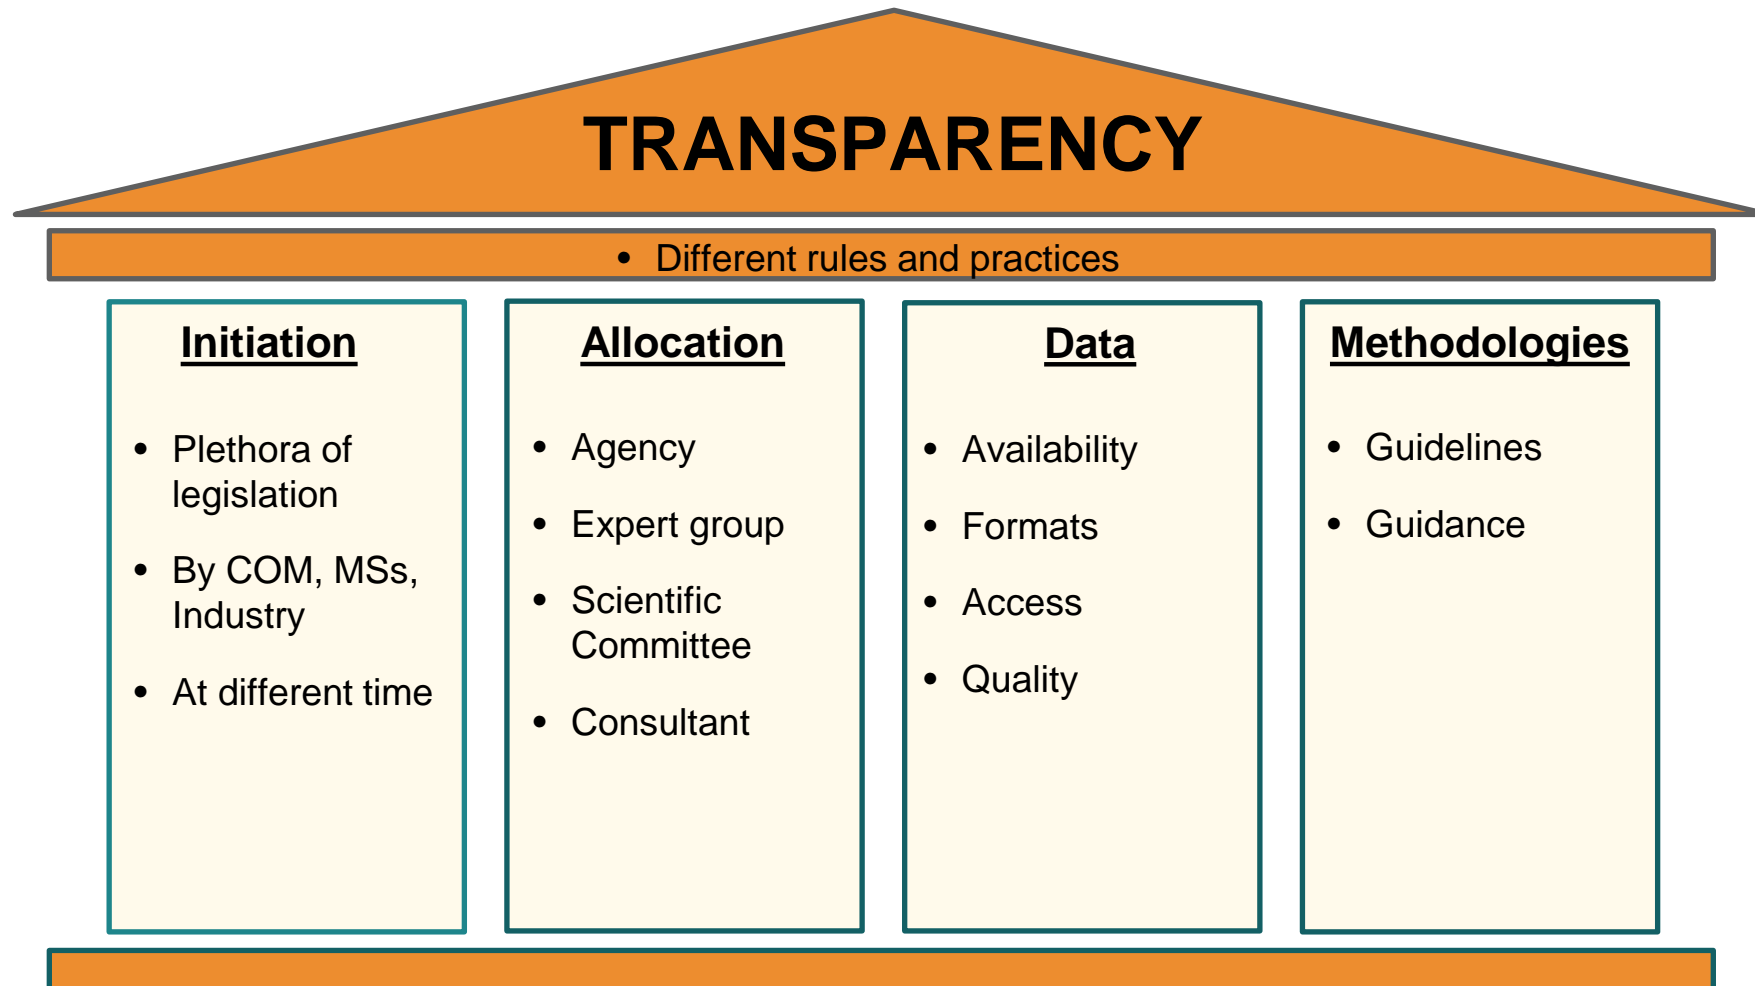 TRANSPARENCY
• Different rules and practices
Initiation
• Plethora of
legislation
• By COM, MSs,
Industry
• At different time
Allocation
• Agency
• Expert group
• Scientific
Committee
• Consultant
Data
• Availability
• Formats
• Access
• Quality
Methodologies
• Guidelines
• Guidance